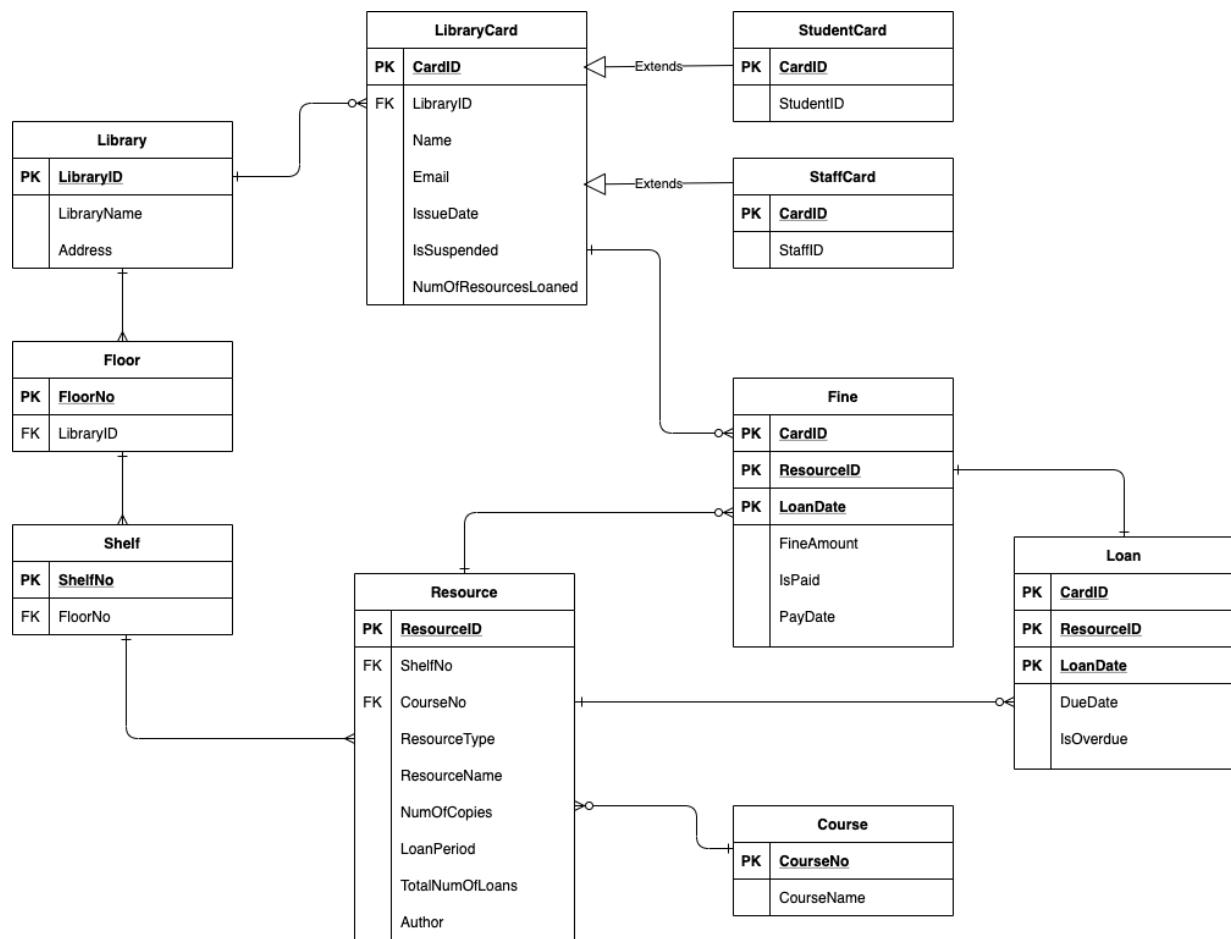 LibraryCard
PK CardID
FK LibraryID
Name
Email
IssueDate
IsSuspended
NumOfResourcesLoaned
Extends
Extends
StudentCard
PK CardID
StudentID
StaffCard
PK CardID
StaffID
Library
PK LibraryID
LibraryName
Address
Floor
PK FloorNo
FK LibraryID
Shelf
PK ShelfNo
FK FloorNo
Fine
PK CardID
PK ResourceID
PK LoanDate
FineAmount
IsPaid
PayDate
Resource
PK ResourceID
FK ShelfNo
FK CourseNo
ResourceType
ResourceName
NumOfCopies
LoanPeriod
TotalNumOfLoans
Author
Loan
PK CardID
PK ResourceID
PK LoanDate
DueDate
IsOverdue
Course
PK CourseNo
CourseName